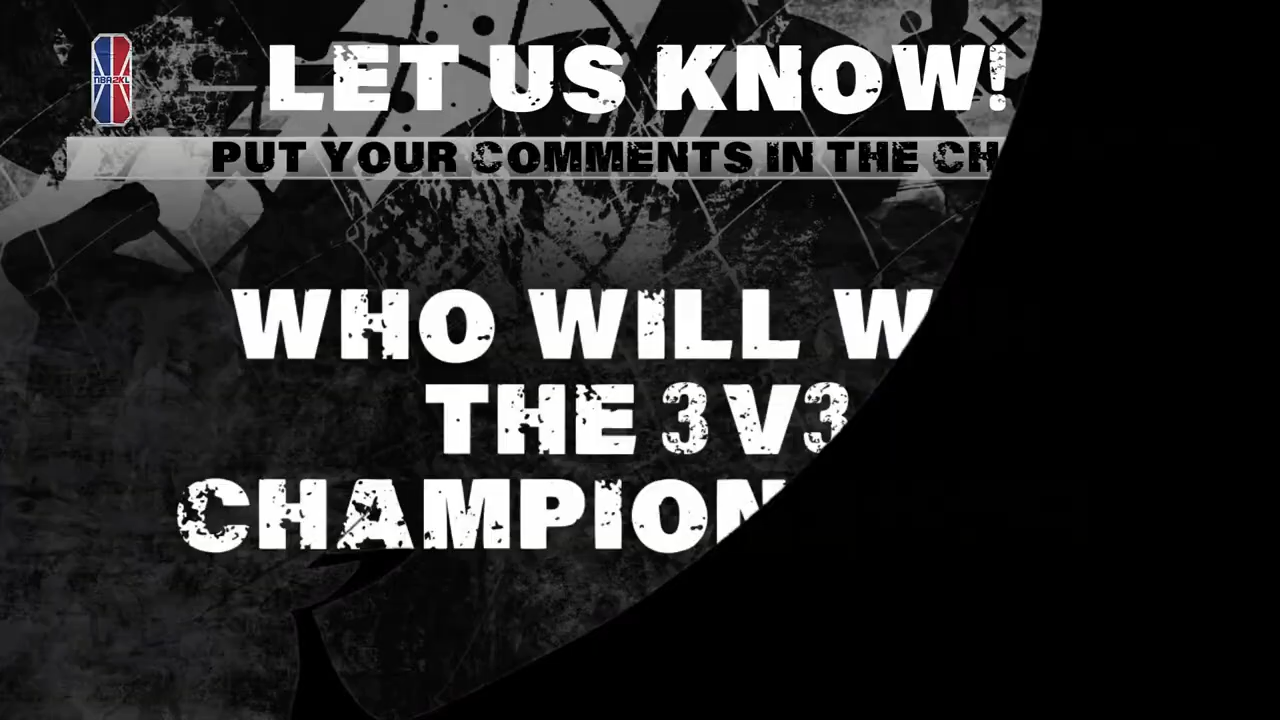 NBA2KL
LET US KNOW!
PUT YOUR COMMENTS IN THE CH
WHO WILL W
THE 3V3
CHAMPION